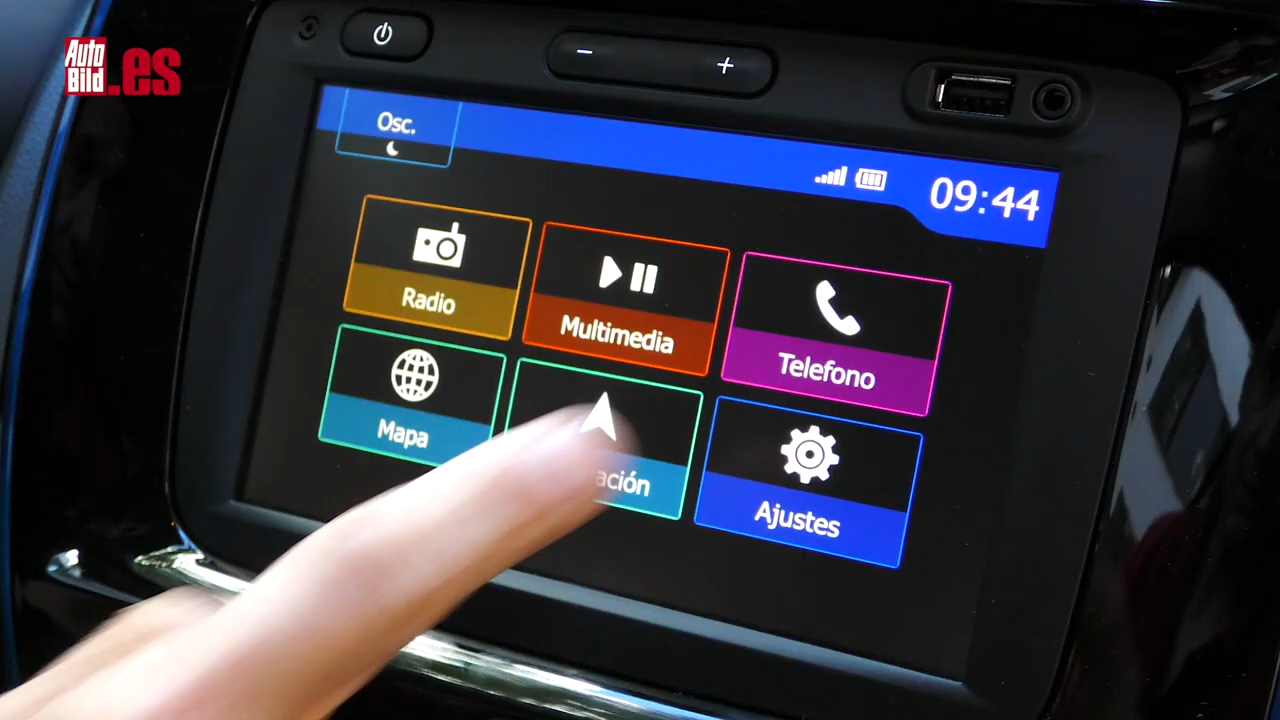 Auto
Bild.es
Osc.
09:44
Radio
Multimedia
Telefono
Mapa
ación
Ajustes